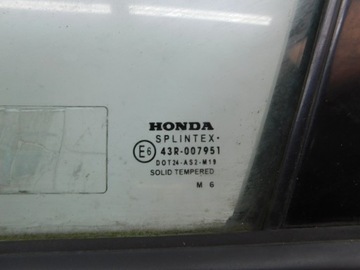 HONDA
SPLINTEX
E6 43R-007951
DOT24-AS2-M19
SOLID TEMPERED
M 6